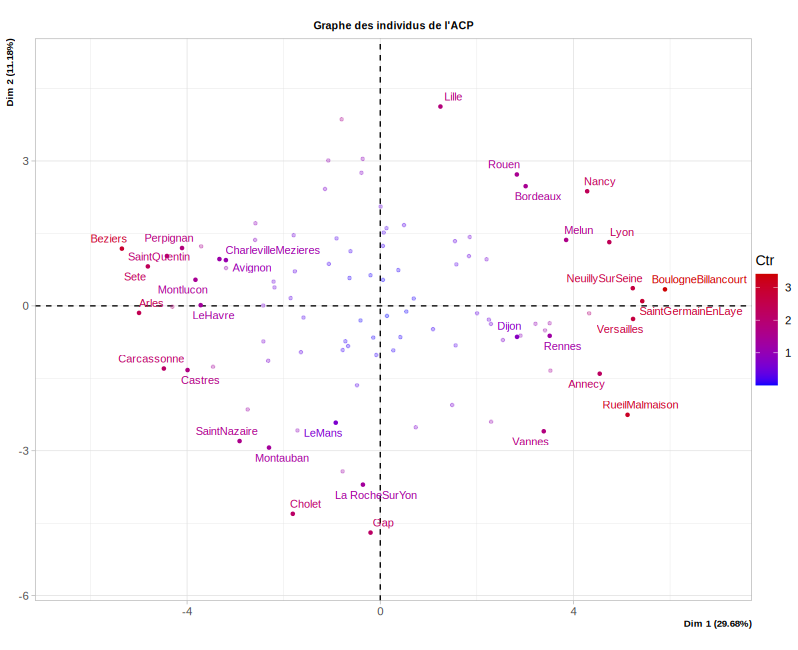 Graphe des individus de l'ACP
Dim 2 (11.18%)
Lille
3
Rouen
Nancy
Bordeaux
Melun
Lyon
Beziers
Perpignan
SaintQuentin
CharlevilleMezieres
Avignon
Sete
Montlucon
NeuillySurSeine
BoulogneBillancourt
Ctr
3
2
1
0
Arles
LeHavre
SaintGermainEnLaye
Versailles
Dijon
Rennes
Carcassonne
Castres
Annecy
RueilMalmaison
SaintNazaire
LeMans
Vannes
-3
Montauban
La RocheSurYon
Cholet
Gap
-6
-4
0
4
Dim 1 (29.68%)